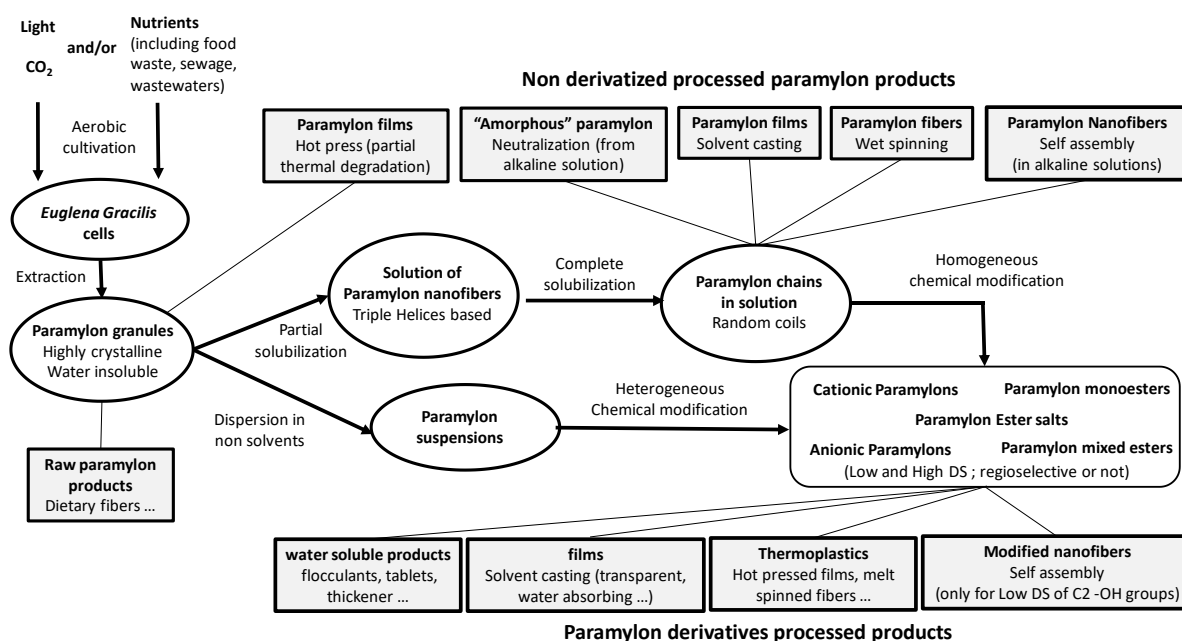 Light
CO2
and/or
Nutrients
(including food
waste, sewage,
wastewaters)
Aerobic
cultivation
Euglena Gracilis
cells
Extraction
Paramylon granules
Highly crystalline
Water insoluble
Raw paramylon
products
Dietary fibers ...
Non derivatized processed paramylon products
Paramylon films
Hot press (partial
thermal degradation)
“Amorphous” paramylon
Neutralization (from
alkaline solution)
Paramylon films
Solvent casting
Paramylon fibers
Wet spinning
Paramylon Nanofibers
Self assembly
(in alkaline solutions)
Partial
solubilization
Solution of
Paramylon nanofibers
Triple Helices based
Complete
solubilization
Paramylon chains
in solution
Random coils
Homogeneous
chemical modification
Dispersion in
non solvents
Paramylon
suspensions
Heterogeneous
Chemical modification
Cationic Paramylons
Paramylon monoesters
Paramylon Ester salts
Anionic Paramylons
Paramylon mixed esters
(Low and High DS ; regioselective or not)
water soluble products
flocculants, tablets,
thickener ...
films
Solvent casting (transparent,
water absorbing ...)
Thermoplastics
Hot pressed films, melt
spinned fibers ...
Modified nanofibers
Self assembly
(only for Low DS of C2 -OH groups)
Paramylon derivatives processed products